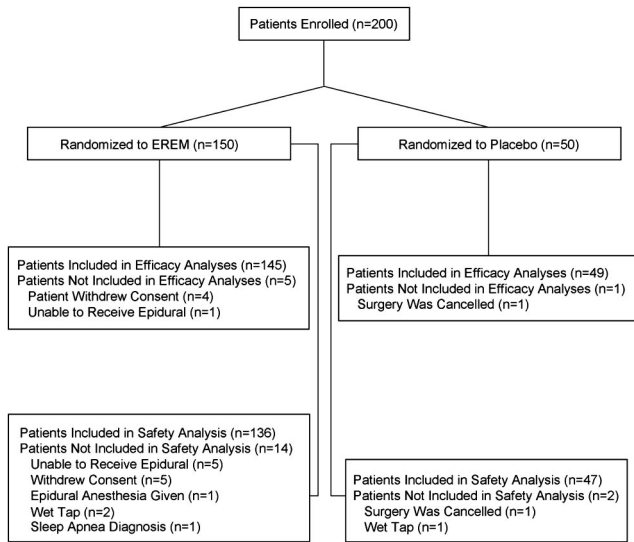 Patients Enrolled (n=200)
Randomized to EREM (n=150)
Randomized to Placebo (n=50)
Patients Included in Efficacy Analyses (n=145)
Patients Not Included in Efficacy Analyses (n=5)
Patient Withdrew Consent (n=4)
Unable to Receive Epidural (n=1)
Patients Included in Efficacy Analyses (n=49)
Patients Not Included in Efficacy Analyses (n=1)
Surgery Was Cancelled (n=1)
Patients Included in Safety Analysis (n=136)
Patients Not Included in Safety Analysis (n=14)
Unable to Receive Epidural (n=5)
Withdrew Consent (n=5)
Epidural Anesthesia Given (n=1)
Wet Tap (n=2)
Sleep Apnea Diagnosis (n=1)
Patients Included in Safety Analysis (n=47)
Patients Not Included in Safety Analysis (n=2)
Surgery Was Cancelled (n=1)
Wet Tap (n=1)